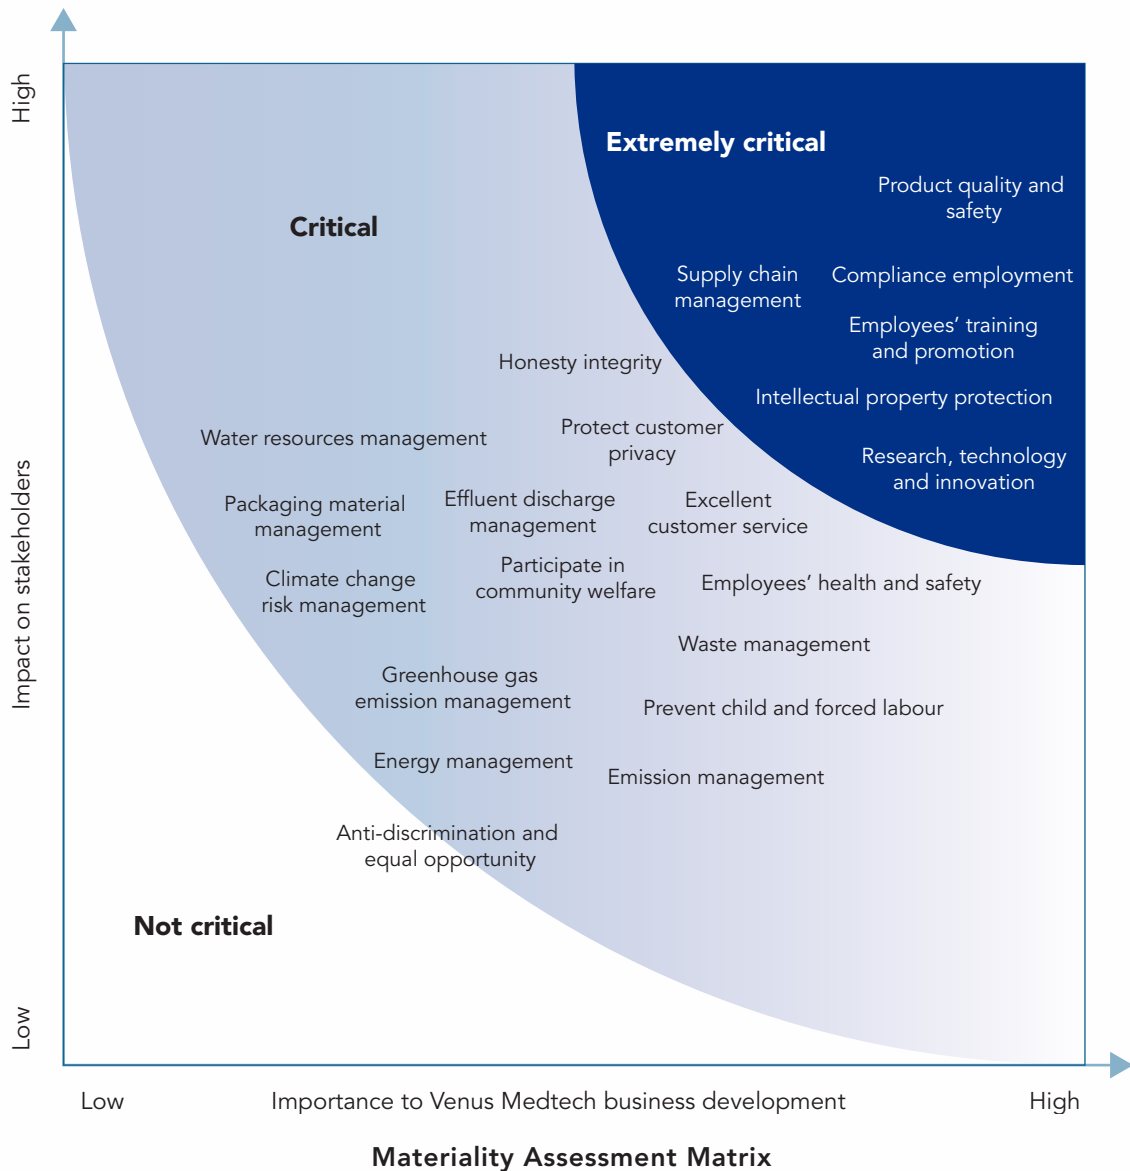 High
Extremely critical
Product quality and
safety
Critical
Supply chain
management
Compliance employment
Employees’ training
and promotion
Honesty integrity
Intellectual property protection
Water resources management
Protect customer
privacy
Research, technology
and innovation
Packaging material
management
Effluent discharge
management
Excellent
customer service
Climate change
risk management
Participate in
community welfare
Employees’ health and safety
Impact on stakeholders
Waste management
Greenhouse gas
emission management
Prevent child and forced labour
Energy management
Emission management
Anti-discrimination and
equal opportunity
Not critical
Low
Low
Importance to Venus Medtech business development
High
Materiality Assessment Matrix